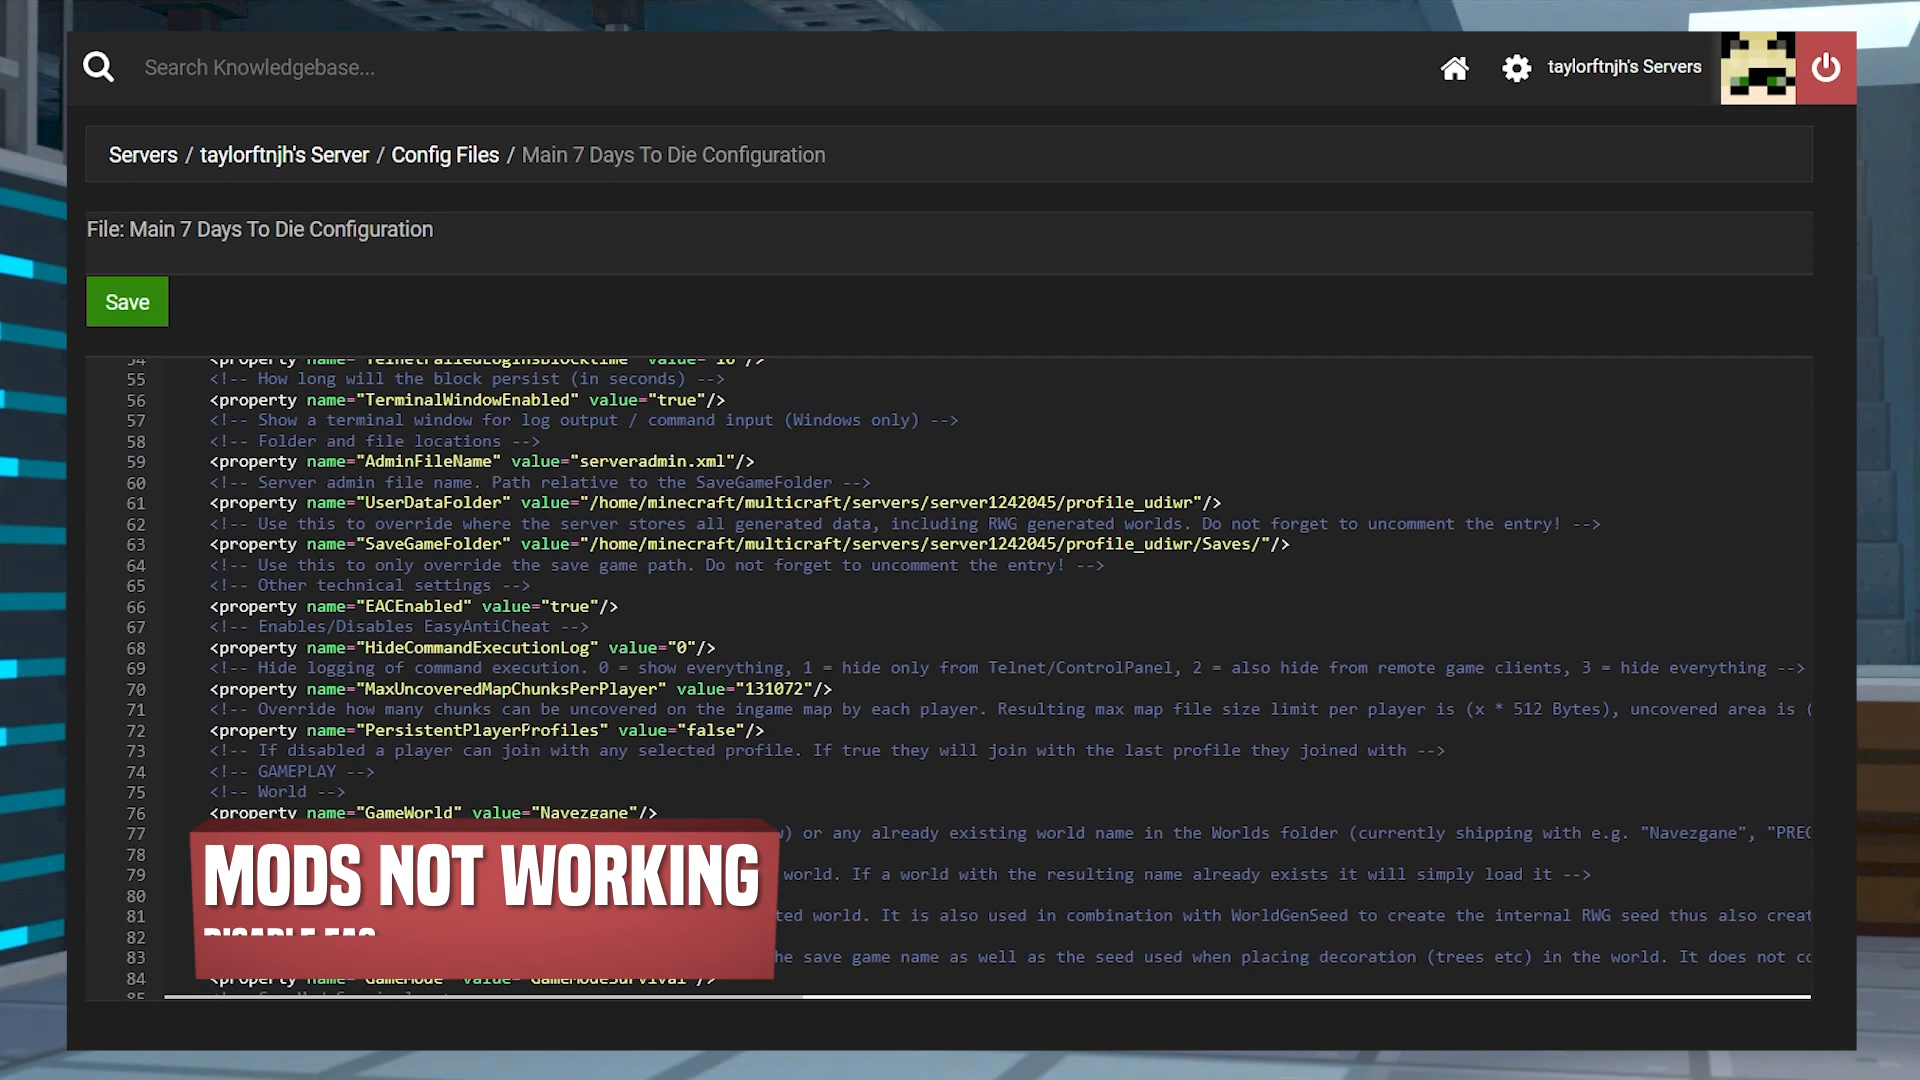 Search Knowledgebase...
taylorftnjh's Servers
Servers / taylorftnjh's Server / Config Files / Main 7 Days To Die Configuration
File: Main 7 Days To Die Configuration
Save
54 <property name="TelnetFailedLoginsBlocktime" value="10"/>
55 <!-- How long will the block persist (in seconds) -->
56 <property name="TerminalWindowEnabled" value="true"/>
57 <!-- Show a terminal window for log output / command input (Windows only) -->
58 <!-- Folder and file locations -->
59 <property name="AdminFileName" value="serveradmin.xml"/>
60 <!-- Server admin file name. Path relative to the SaveGameFolder -->
61 <property name="UserDataFolder" value="/home/minecraft/multicraft/servers/server1242045/profile_udiwr"/>
62 <!-- Use this to override where the server stores all generated data, including RWG generated worlds. Do not forget to uncomment the entry! -->
63 <property name="SaveGameFolder" value="/home/minecraft/multicraft/servers/server1242045/profile_udiwr/Saves/"/>
64 <!-- Use this to only override the save game path. Do not forget to uncomment the entry! -->
65 <!-- Other technical settings -->
66 <property name="EACEnabled" value="true"/>
67 <!-- Enables/Disables EasyAntiCheat -->
68 <property name="HideCommandExecutionLog" value="0"/>
69 <!-- Hide logging of command execution. 0 = show everything, 1 = hide only from Telnet/ControlPanel, 2 = also hide from remote game clients, 3 = hide everything -->
70 <property name="MaxUncoveredMapChunksPerPlayer" value="131072"/>
71 <!-- Override how many chunks can be uncovered on the ingame map by each player. Resulting max map file size limit per player is (x * 512 Bytes), uncovered area is (
72 <property name="PersistentPlayerProfiles" value="false"/>
73 <!-- If disabled a player can join with any selected profile. If true they will join with the last profile they joined with -->
74 <!-- GAMEPLAY -->
75 <!-- World -->
76 <property name="GameWorld" value="Navezgane"/>
77 ) or any already existing world name in the Worlds folder (currently shipping with e.g. "Navezgane", "PREG
78
79 world. If a world with the resulting name already exists it will simply load it -->
80
81 ted world. It is also used in combination with WorldGenSeed to create the internal RWG seed thus also creat
82
83 he save game name as well as the seed used when placing decoration (trees etc) in the world. It does not co
84 <property name="GameMode" value="GameModeSurvival"/>
85
MODS NOT WORKING
DISABLE EAC